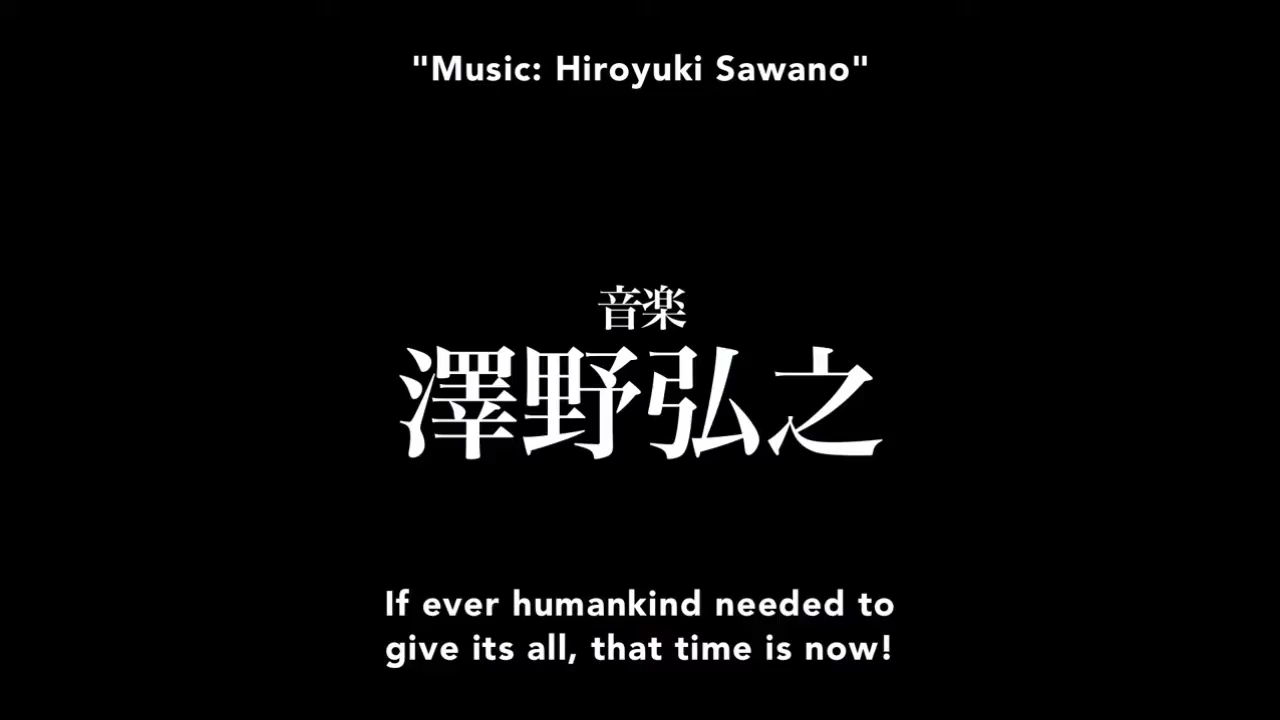 "Music: Hiroyuki Sawano"
音楽
澤野弘之
If ever humankind needed to
give its all, that time is now!